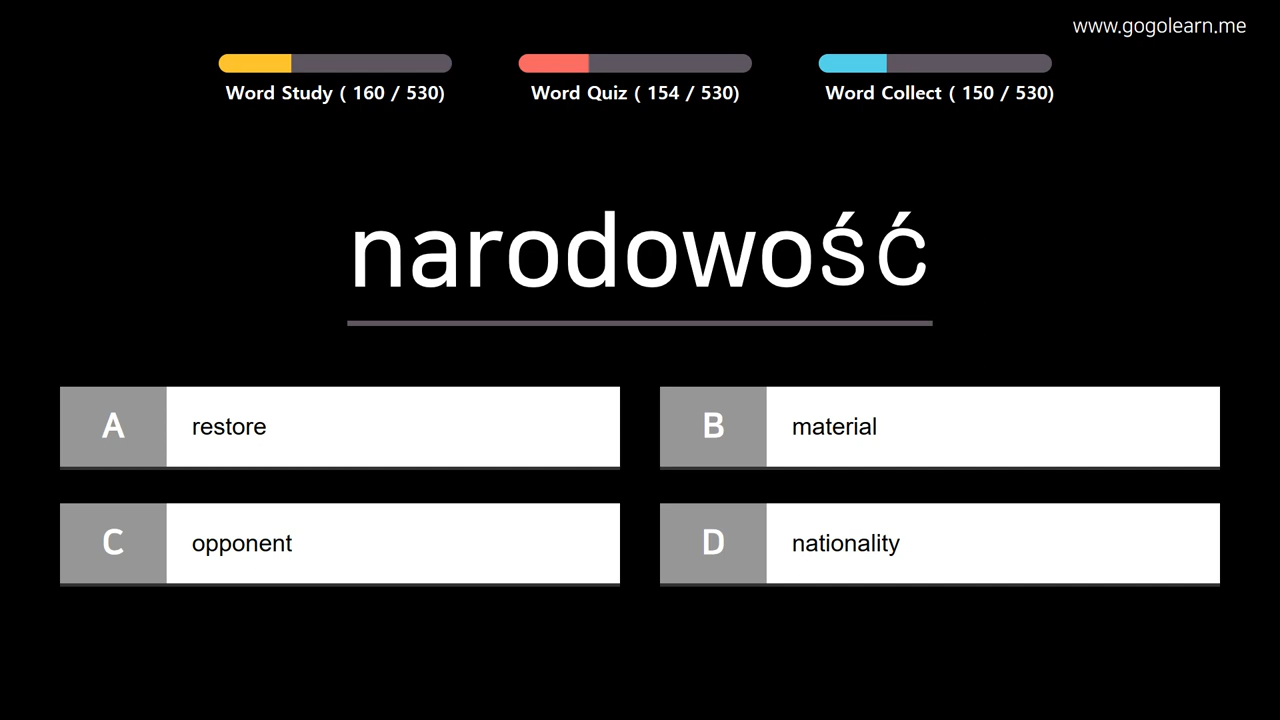 www.gogolearn.me
Word Study ( 160 / 530)
Word Quiz ( 154 / 530)
Word Collect ( 150 / 530)
narodowość
A restore
B material
C opponent
D nationality